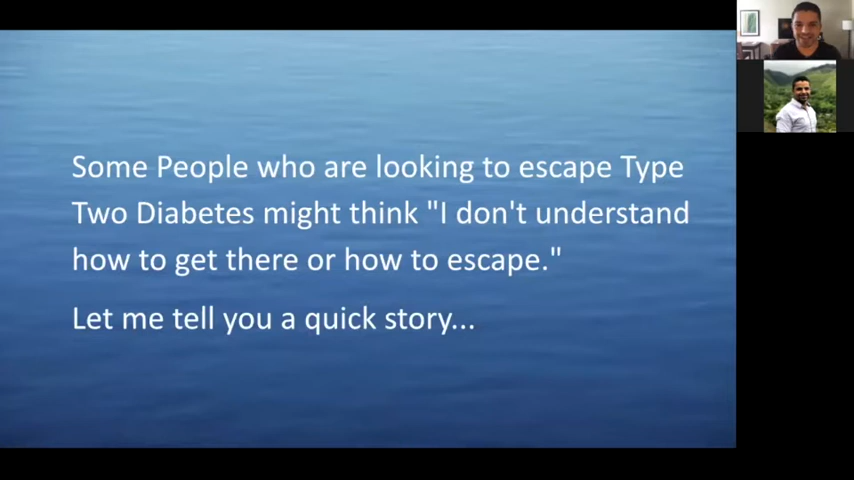 Some People who are looking to escape Type
Two Diabetes might think "I don't understand
how to get there or how to escape."
Let me tell you a quick story...